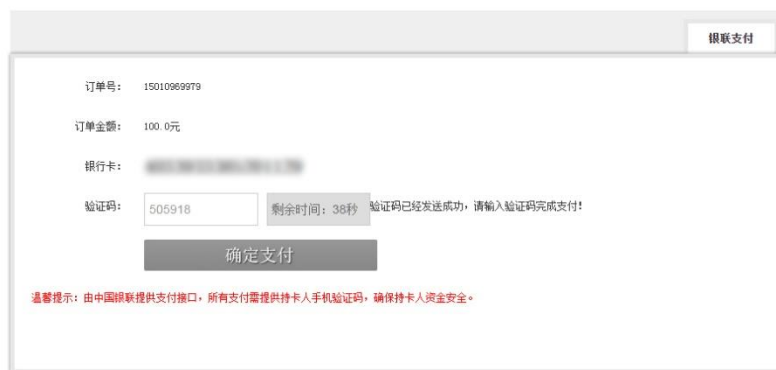 银联支付
订单号： 15010969979
订单金额： 100.0元
银行卡：
验证码： 505918 剩余时间：38秒 验证码已经发送成功，请输入验证码完成支付！
确定支付
温馨提示：由中国银联提供支付接口，所有支付需提供持卡人手机验证码，确保持卡人资金安全。